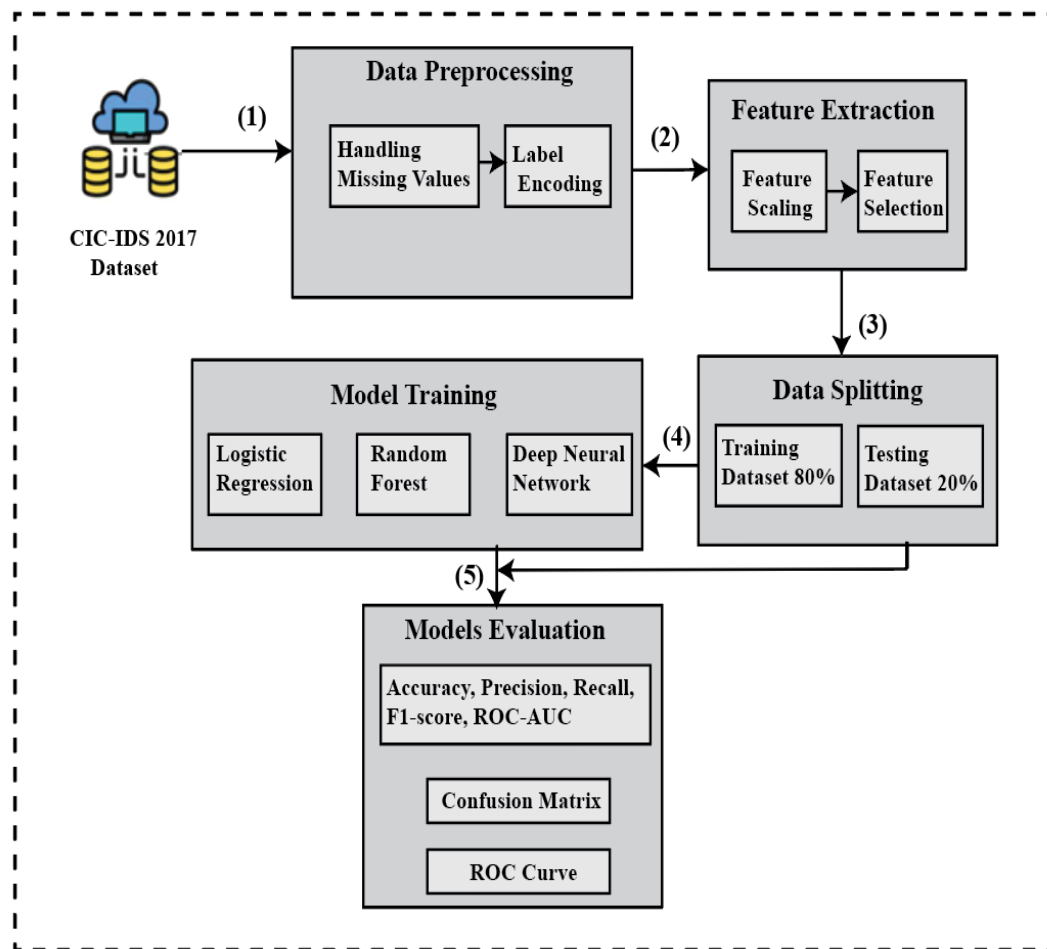 CIC-IDS 2017
Dataset
(1)
Data Preprocessing
Handling
Missing Values
Label
Encoding
(2)
Feature Extraction
Feature
Scaling
Feature
Selection
(3)
Data Splitting
Training
Dataset 80%
Testing
Dataset 20%
(4)
Model Training
Logistic
Regression
Random
Forest
Deep Neural
Network
(5)
Models Evaluation
Accuracy, Precision, Recall,
F1-score, ROC-AUC
Confusion Matrix
ROC Curve